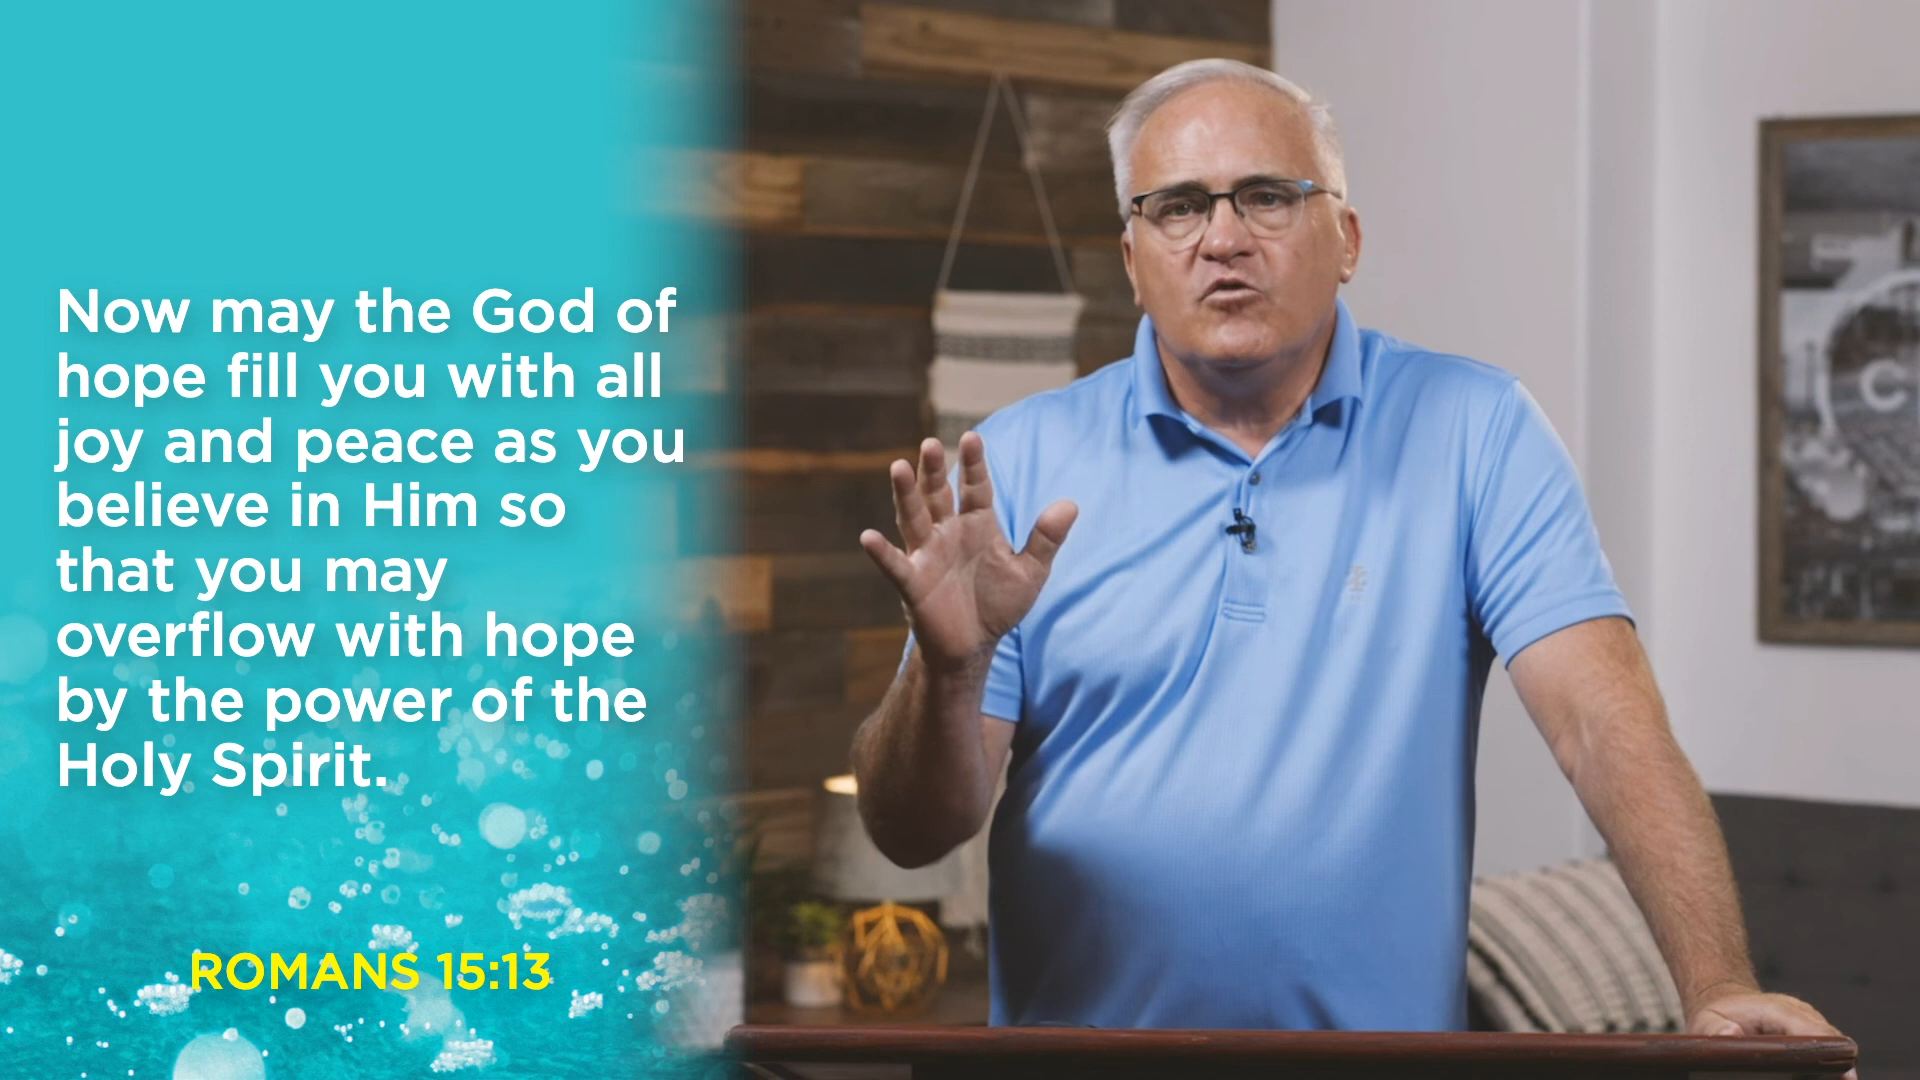 Now may the God of
hope fill you with all
joy and peace as you
believe in Him so
that you may
overflow with hope
by the power of the
Holy Spirit.
ROMANS 15:13
C